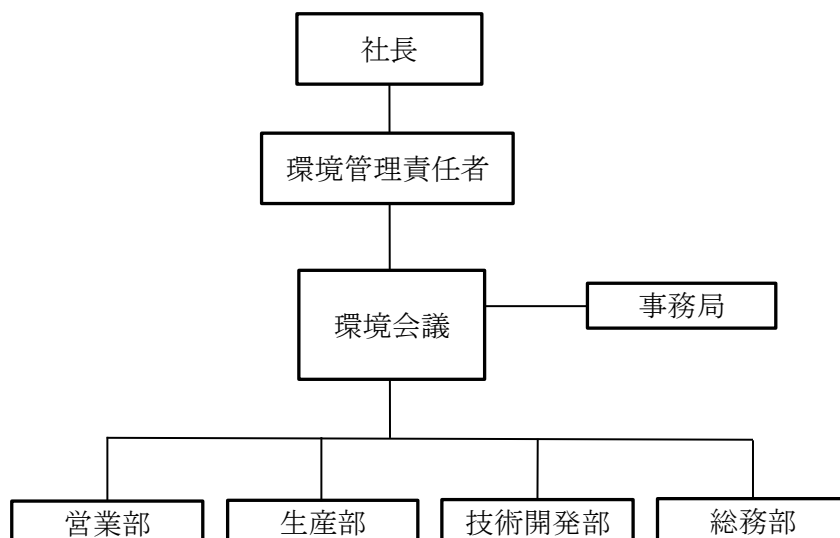 社長
環境管理責任者
環境会議
事務局
営業部
生産部
技術開発部
総務部